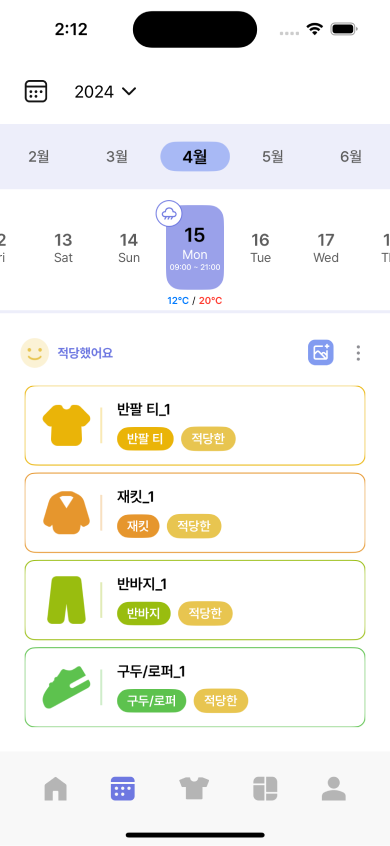 2:12
2024
2월 3월 4월 5월 6월
13 14 15 16 17
Sat Sun Mon Tue Wed
09:00 ~ 21:00
12°C / 20°C
적당했어요
반팔 티_1
반팔 티 적당한
재킷_1
재킷 적당한
반바지_1
반바지 적당한
구두/로퍼_1
구두/로퍼 적당한